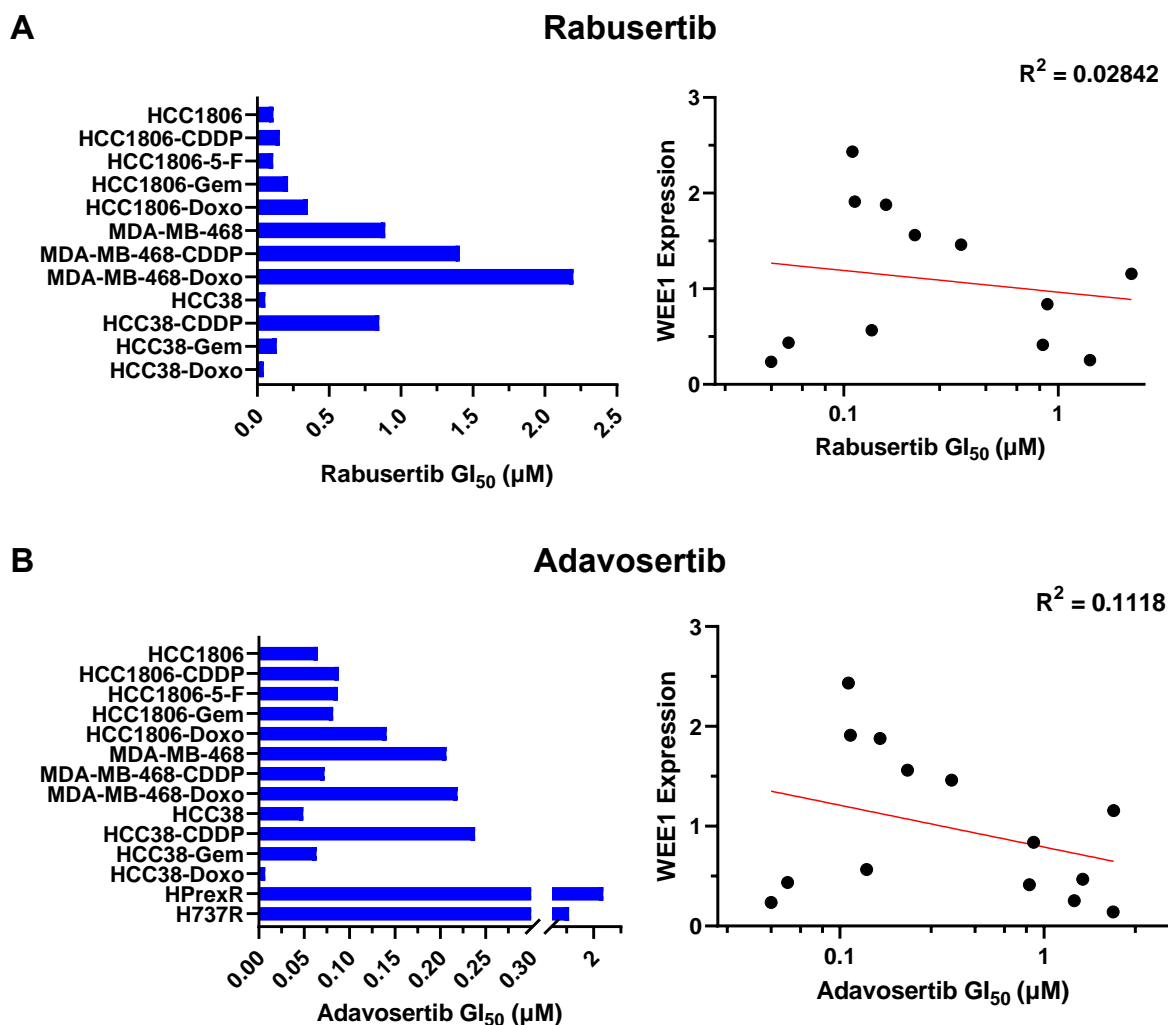 A
Rabusertib
R2 = 0.02842
HCC1806
HCC1806-CDDP
HCC1806-5-F
HCC1806-Gem
HCC1806-Doxo
MDA-MB-468
MDA-MB-468-CDDP
MDA-MB-468-Doxo
HCC38
HCC38-CDDP
HCC38-Gem
HCC38-Doxo
0.0 0.5 1.0 1.5 2.0 2.5
Rabusertib GI50 (µM)
WEE1 Expression
3
2
1
0
0.1 1
Rabusertib GI50 (µM)
B
Adavosertib
R2 = 0.1118
HCC1806
HCC1806-CDDP
HCC1806-5-F
HCC1806-Gem
HCC1806-Doxo
MDA-MB-468
MDA-MB-468-CDDP
MDA-MB-468-Doxo
HCC38
HCC38-CDDP
HCC38-Gem
HCC38-Doxo
HPrexR
H737R
0.00 0.05 0.10 0.15 0.20 0.25 0.30 2
Adavosertib GI50 (µM)
WEE1 Expression
3
2
1
0
0.1 1
Adavosertib GI50 (µM)